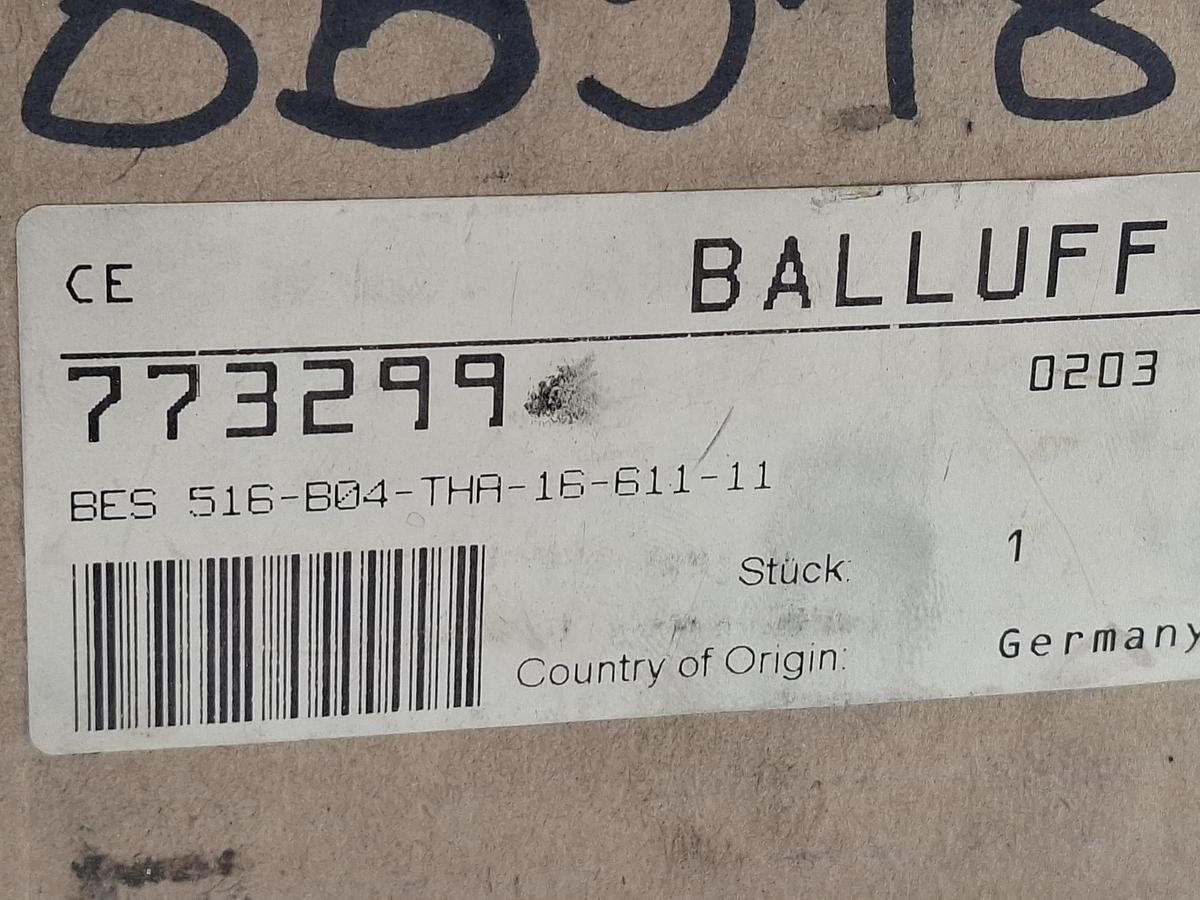 CE BALLUFF
773299 0203
BES 516-B04-THA-16-611-11
Stück: 1
Country of Origin: Germany